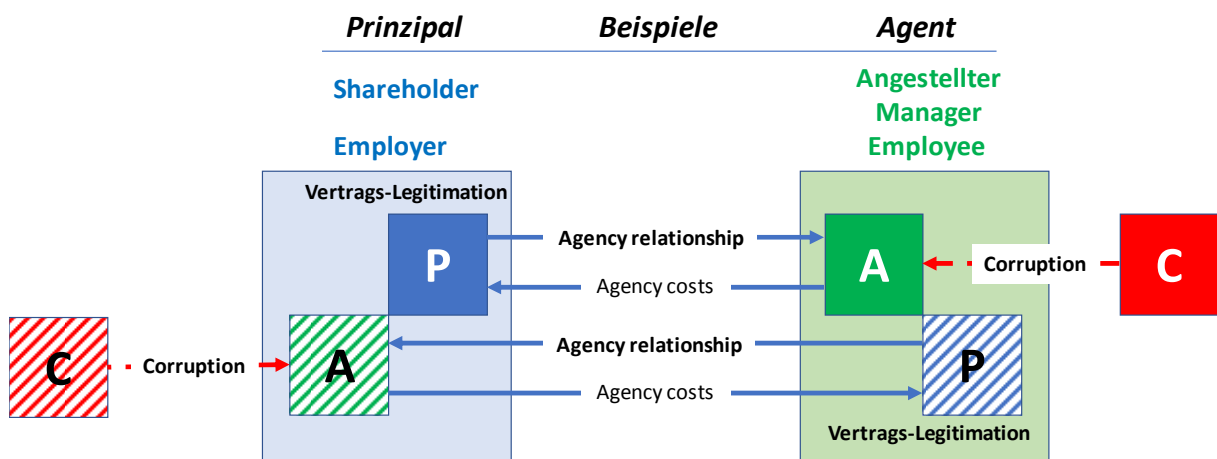 Prinzipal Beispiele Agent
Shareholder
Angestellter
Manager
Employer
Employee
Vertrags-Legitimation
P
Agency relationship
A
Corruption
C
Agency costs
C
Corruption
A
Agency relationship
P
Agency costs
Vertrags-Legitimation